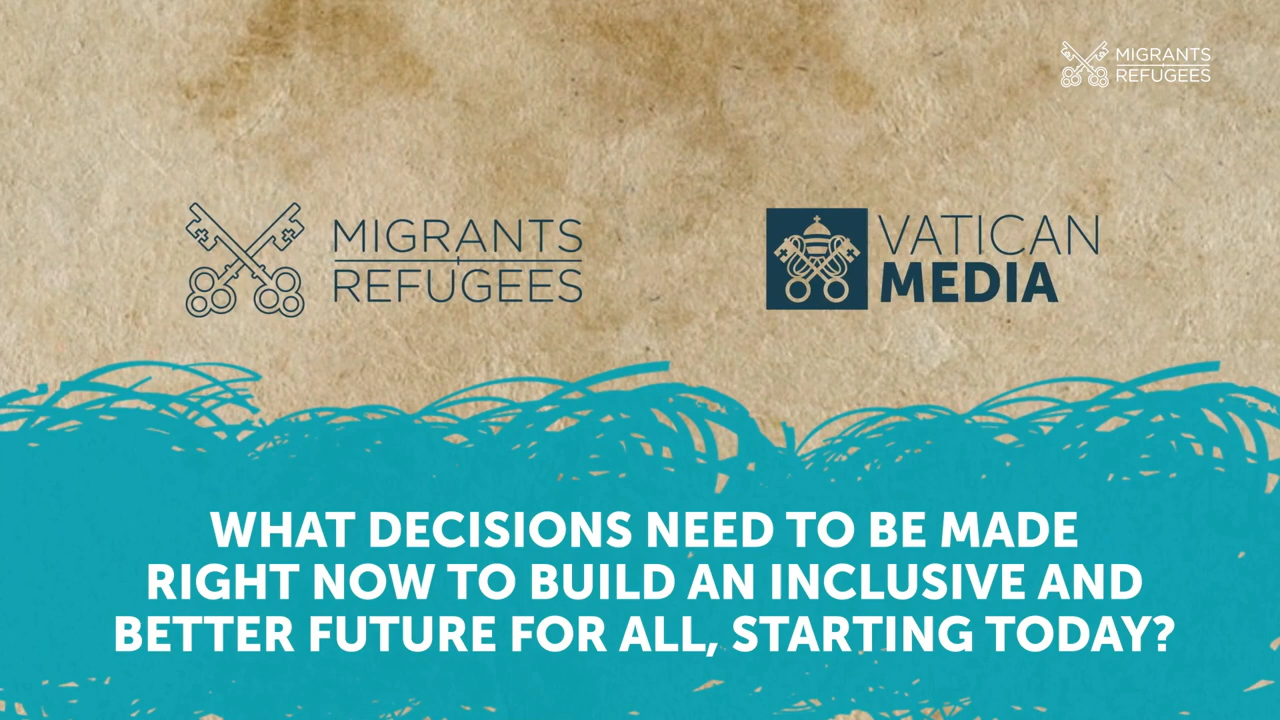 MIGRANTS
REFUGEES
MIGRANTS
REFUGEES
VATICAN
MEDIA
WHAT DECISIONS NEED TO BE MADE
RIGHT NOW TO BUILD AN INCLUSIVE AND
BETTER FUTURE FOR ALL, STARTING TODAY?